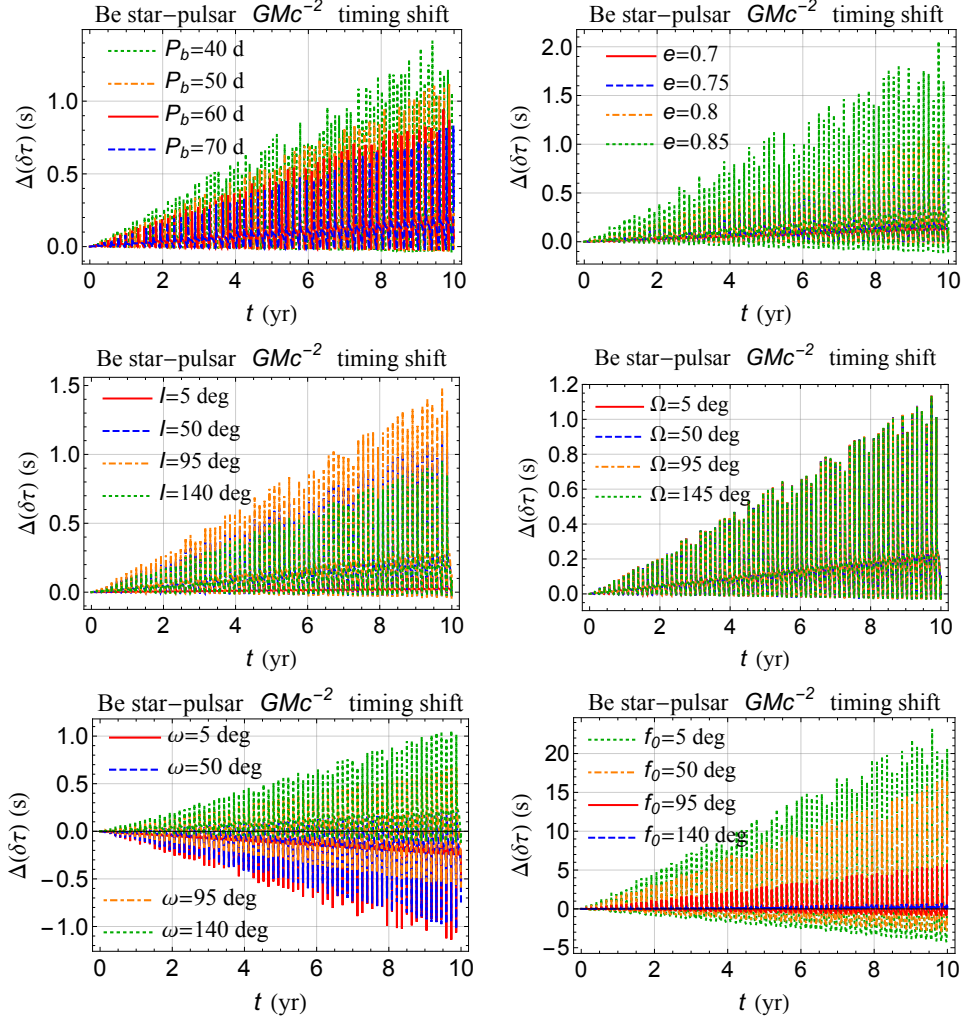 Be star−pulsar GMc⁻² timing shift
P_b=40 d
P_b=50 d
P_b=60 d
P_b=70 d
Δ(δτ) (s)
1.0
0.5
0.0
0 2 4 6 8 10
t (yr)
Be star−pulsar GMc⁻² timing shift
e=0.7
e=0.75
e=0.8
e=0.85
Δ(δτ) (s)
2.0
1.5
1.0
0.5
0.0
0 2 4 6 8 10
t (yr)
Be star−pulsar GMc⁻² timing shift
I=5 deg
I=50 deg
I=95 deg
I=140 deg
Δ(δτ) (s)
1.5
1.0
0.5
0.0
0 2 4 6 8 10
t (yr)
Be star−pulsar GMc⁻² timing shift
Ω=5 deg
Ω=50 deg
Ω=95 deg
Ω=145 deg
Δ(δτ) (s)
1.2
1.0
0.8
0.6
0.4
0.2
0.0
0 2 4 6 8 10
t (yr)
Be star−pulsar GMc⁻² timing shift
ω=5 deg
ω=50 deg
ω=95 deg
ω=140 deg
Δ(δτ) (s)
1.0
0.5
0.0
−0.5
−1.0
0 2 4 6 8 10
t (yr)
Be star−pulsar GMc⁻² timing shift
f₀=5 deg
f₀=50 deg
f₀=95 deg
f₀=140 deg
Δ(δτ) (s)
20
15
10
5
0
−5
0 2 4 6 8 10
t (yr)